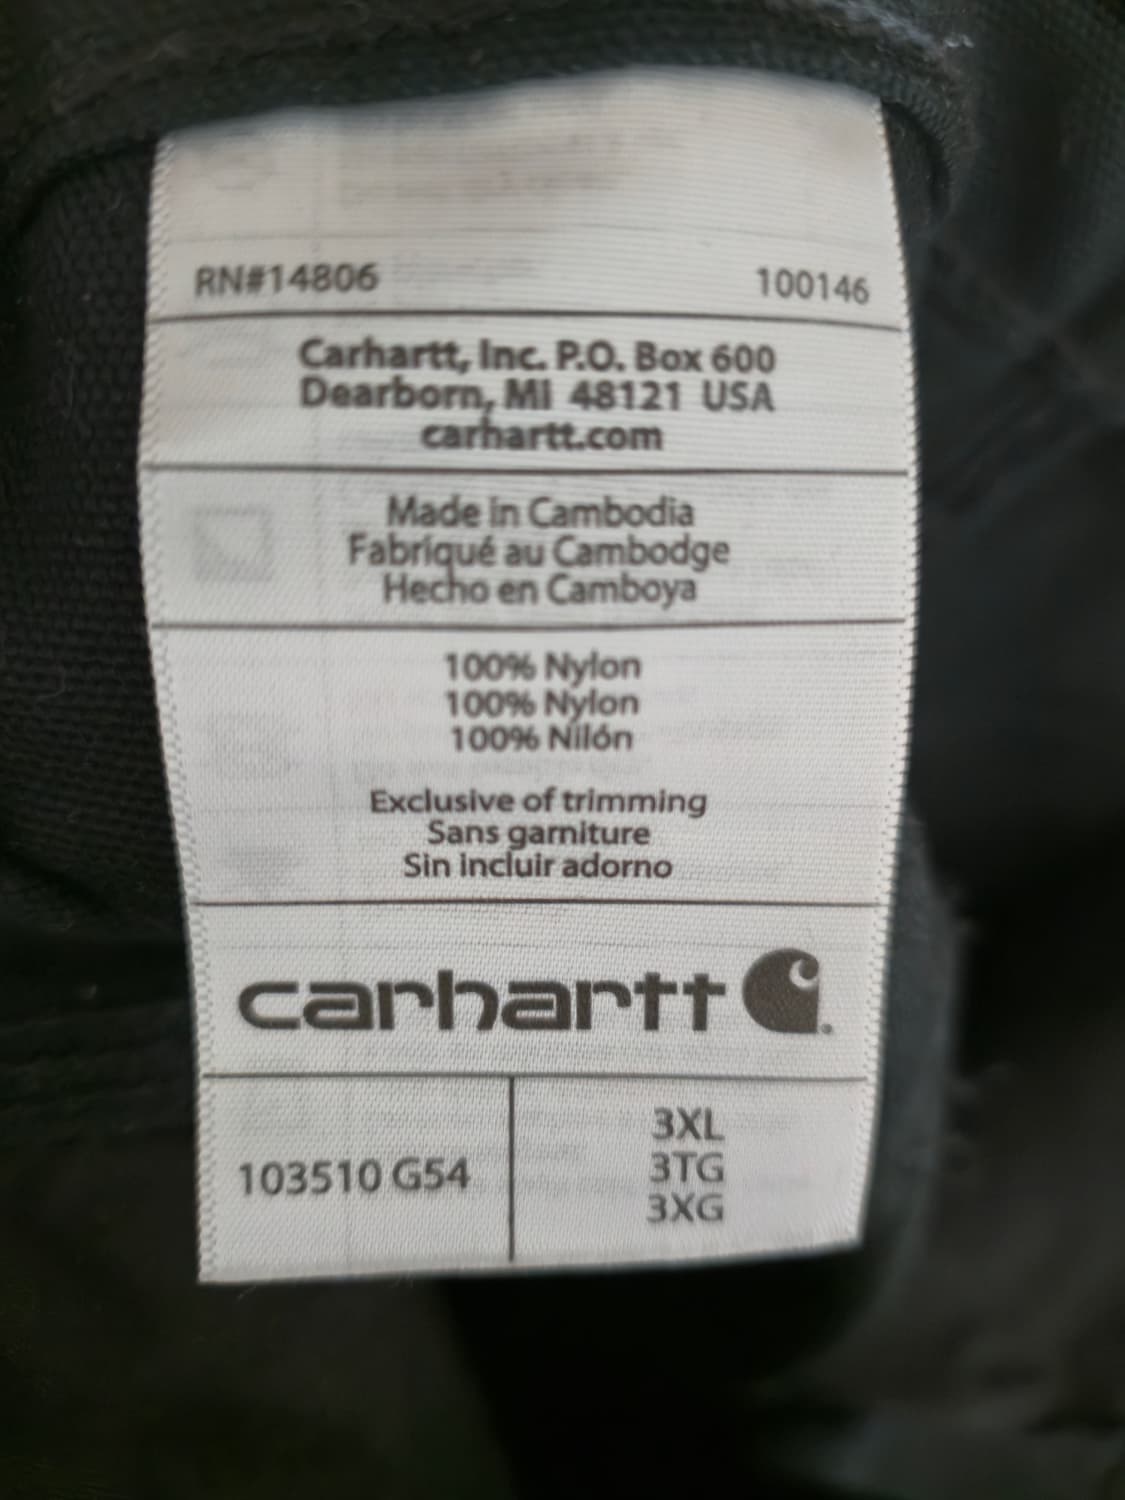 RN#14806 100146
Carhartt, Inc. P.O. Box 600
Dearborn, MI 48121 USA
carhartt.com
Made in Cambodia
Fabriqué au Cambodge
Hecho en Camboya
100% Nylon
100% Nylon
100% Nilón
Exclusive of trimming
Sans garniture
Sin incluir adorno
carhartt
103510 G54
3XL
3TG
3XG